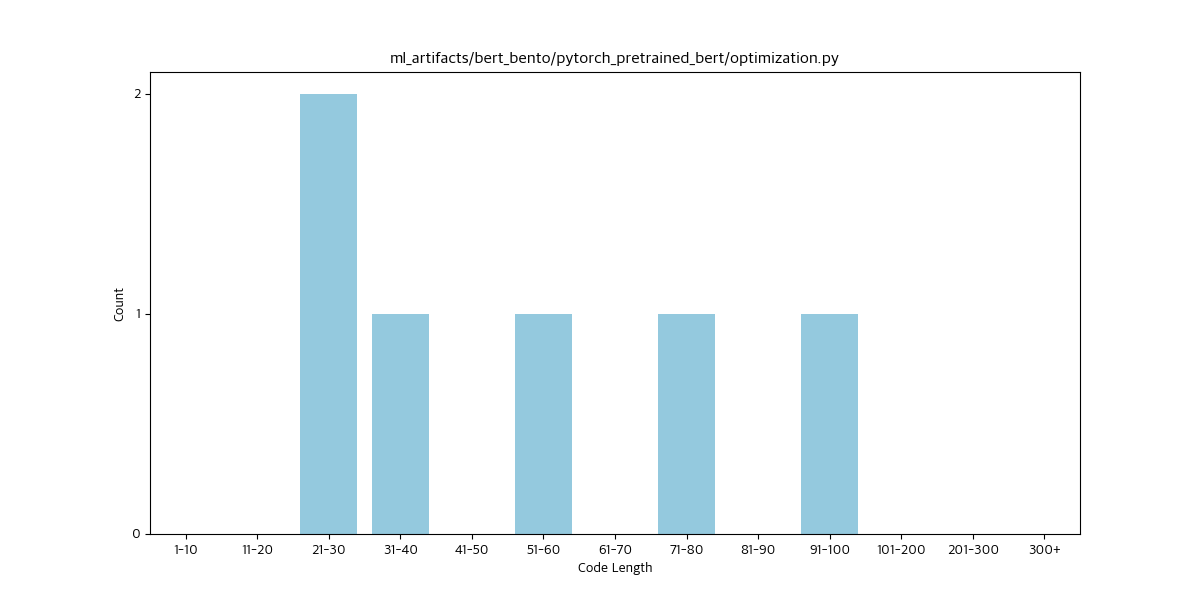 ml_artifacts/bert_bento/pytorch_pretrained_bert/optimization.py
2
1
0
Count
1-10 11-20 21-30 31-40 41-50 51-60 61-70 71-80 81-90 91-100 101-200 201-300 300+
Code Length